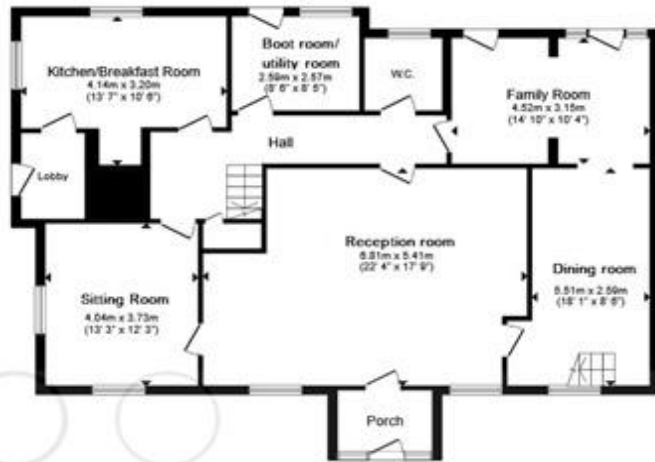 Kitchen/Breakfast Room
4.14m x 3.20m
(13' 7" x 10' 6")
Boot room/
utility room
2.59m x 2.57m
(8' 6" x 8' 5")
W.C.
Family Room
4.52m x 3.15m
(14' 10" x 10' 4")
Hall
Lobby
Reception room
6.81m x 5.41m
(22' 4" x 17' 9")
Sitting Room
4.04m x 3.73m
(13' 3" x 12' 3")
Dining room
5.51m x 2.59m
(18' 1" x 8' 6")
Porch